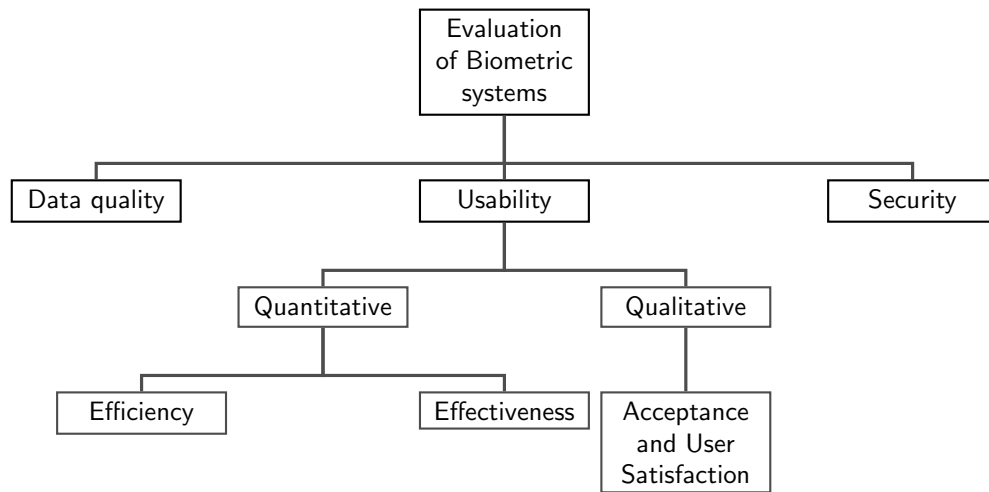 Evaluation
of Biometric
systems
Data quality
Usability
Security
Quantitative
Qualitative
Efficiency
Effectiveness
Acceptance
and User
Satisfaction